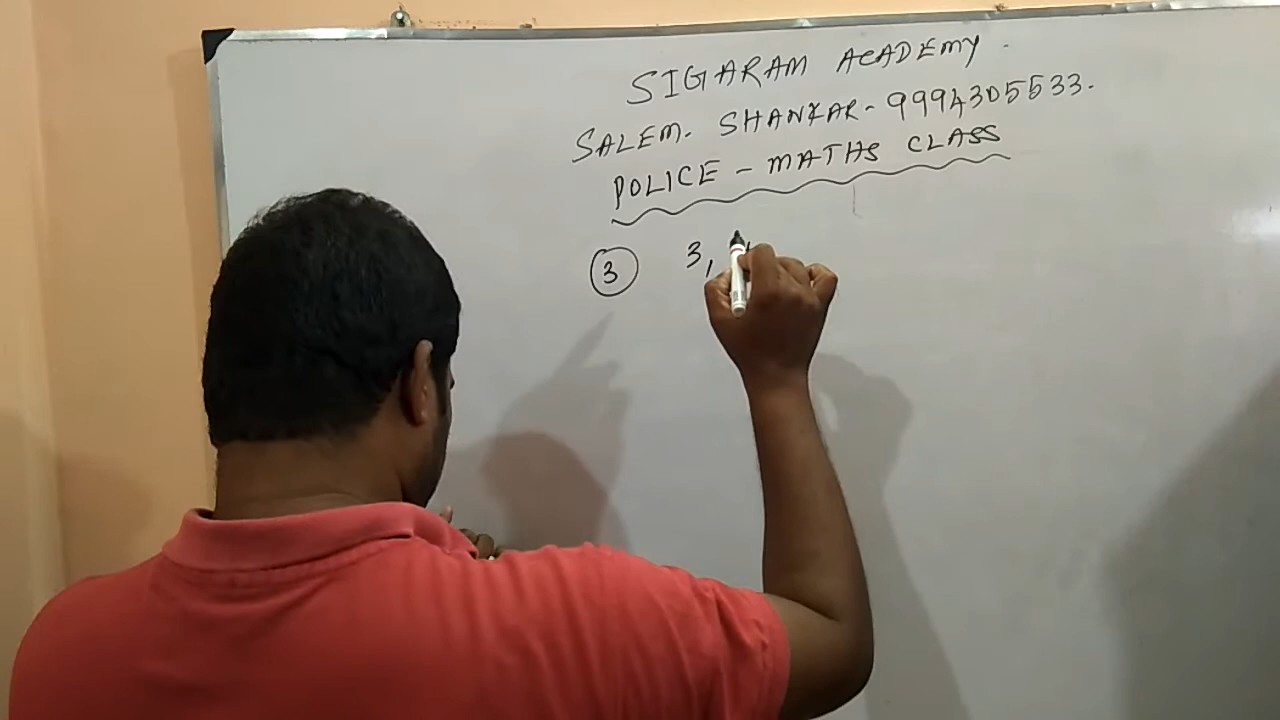 SIGARAM ACADEMY.
SALEM. SHANKAR - 9994305533.
POLICE - MATHS CLASS
3 3,